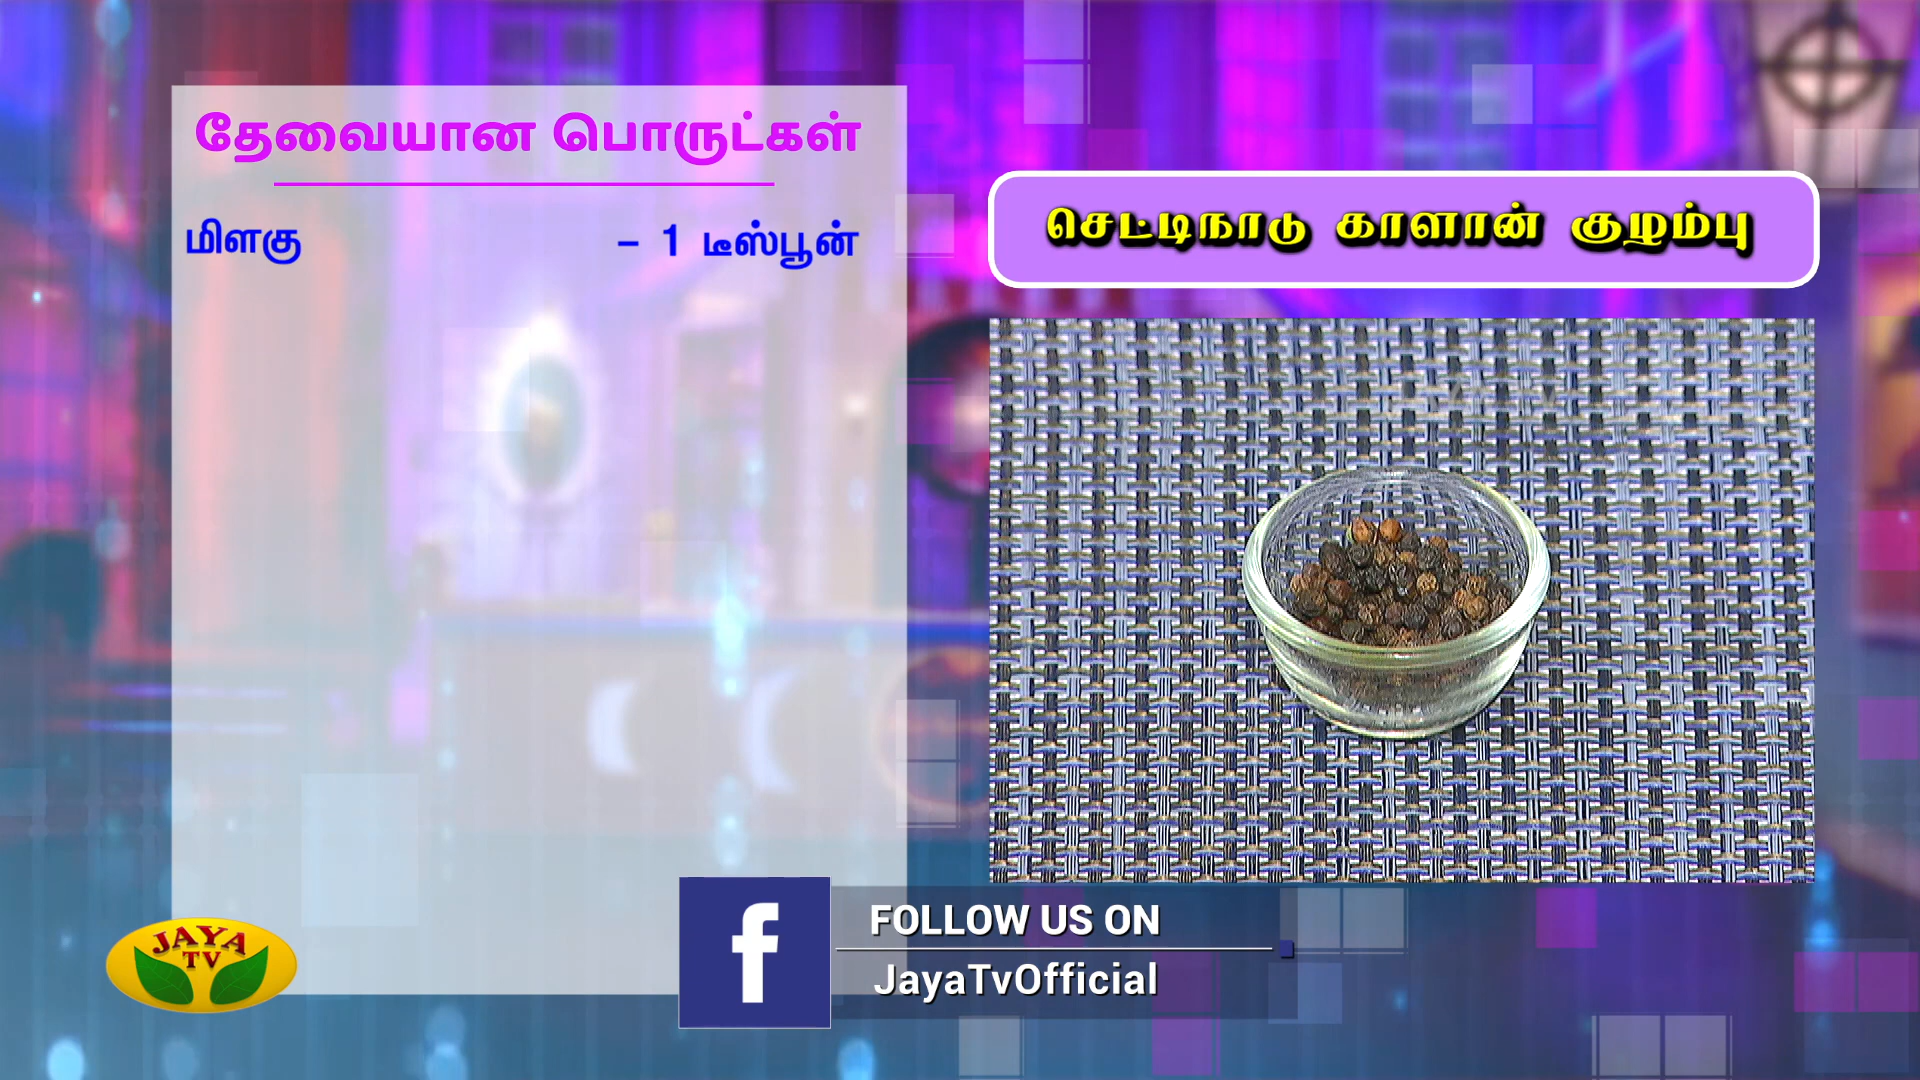 தேவையான பொருட்கள்
மிளகு - 1 டீஸ்பூன்
செட்டிநாடு காளான் குழம்பு
JAYA
TV
f
FOLLOW US ON
JayaTvOfficial